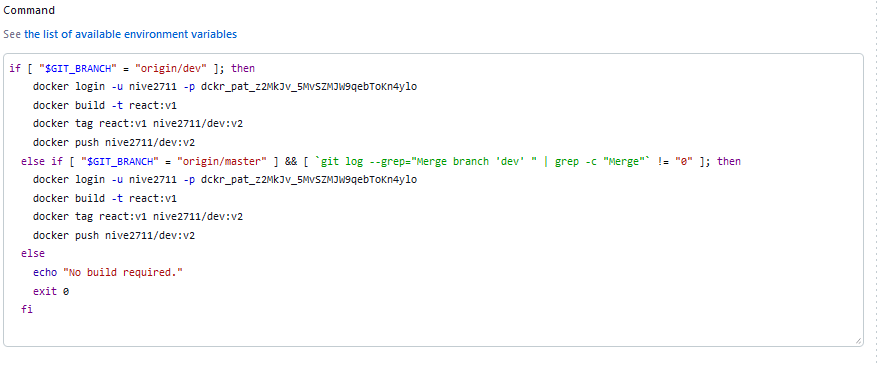 Command
See the list of available environment variables
if [ "$GIT_BRANCH" = "origin/dev" ]; then
docker login -u nive2711 -p dckr_pat_z2MkJv_5MvSZMJW9qebToKn4ylo
docker build -t react:v1
docker tag react:v1 nive2711/dev:v2
docker push nive2711/dev:v2
else if [ "$GIT_BRANCH" = "origin/master" ] && [ `git log --grep="Merge branch 'dev' " | grep -c "Merge"` != "0" ]; then
docker login -u nive2711 -p dckr_pat_z2MkJv_5MvSZMJW9qebToKn4ylo
docker build -t react:v1
docker tag react:v1 nive2711/dev:v2
docker push nive2711/dev:v2
else
echo "No build required."
exit 0
fi